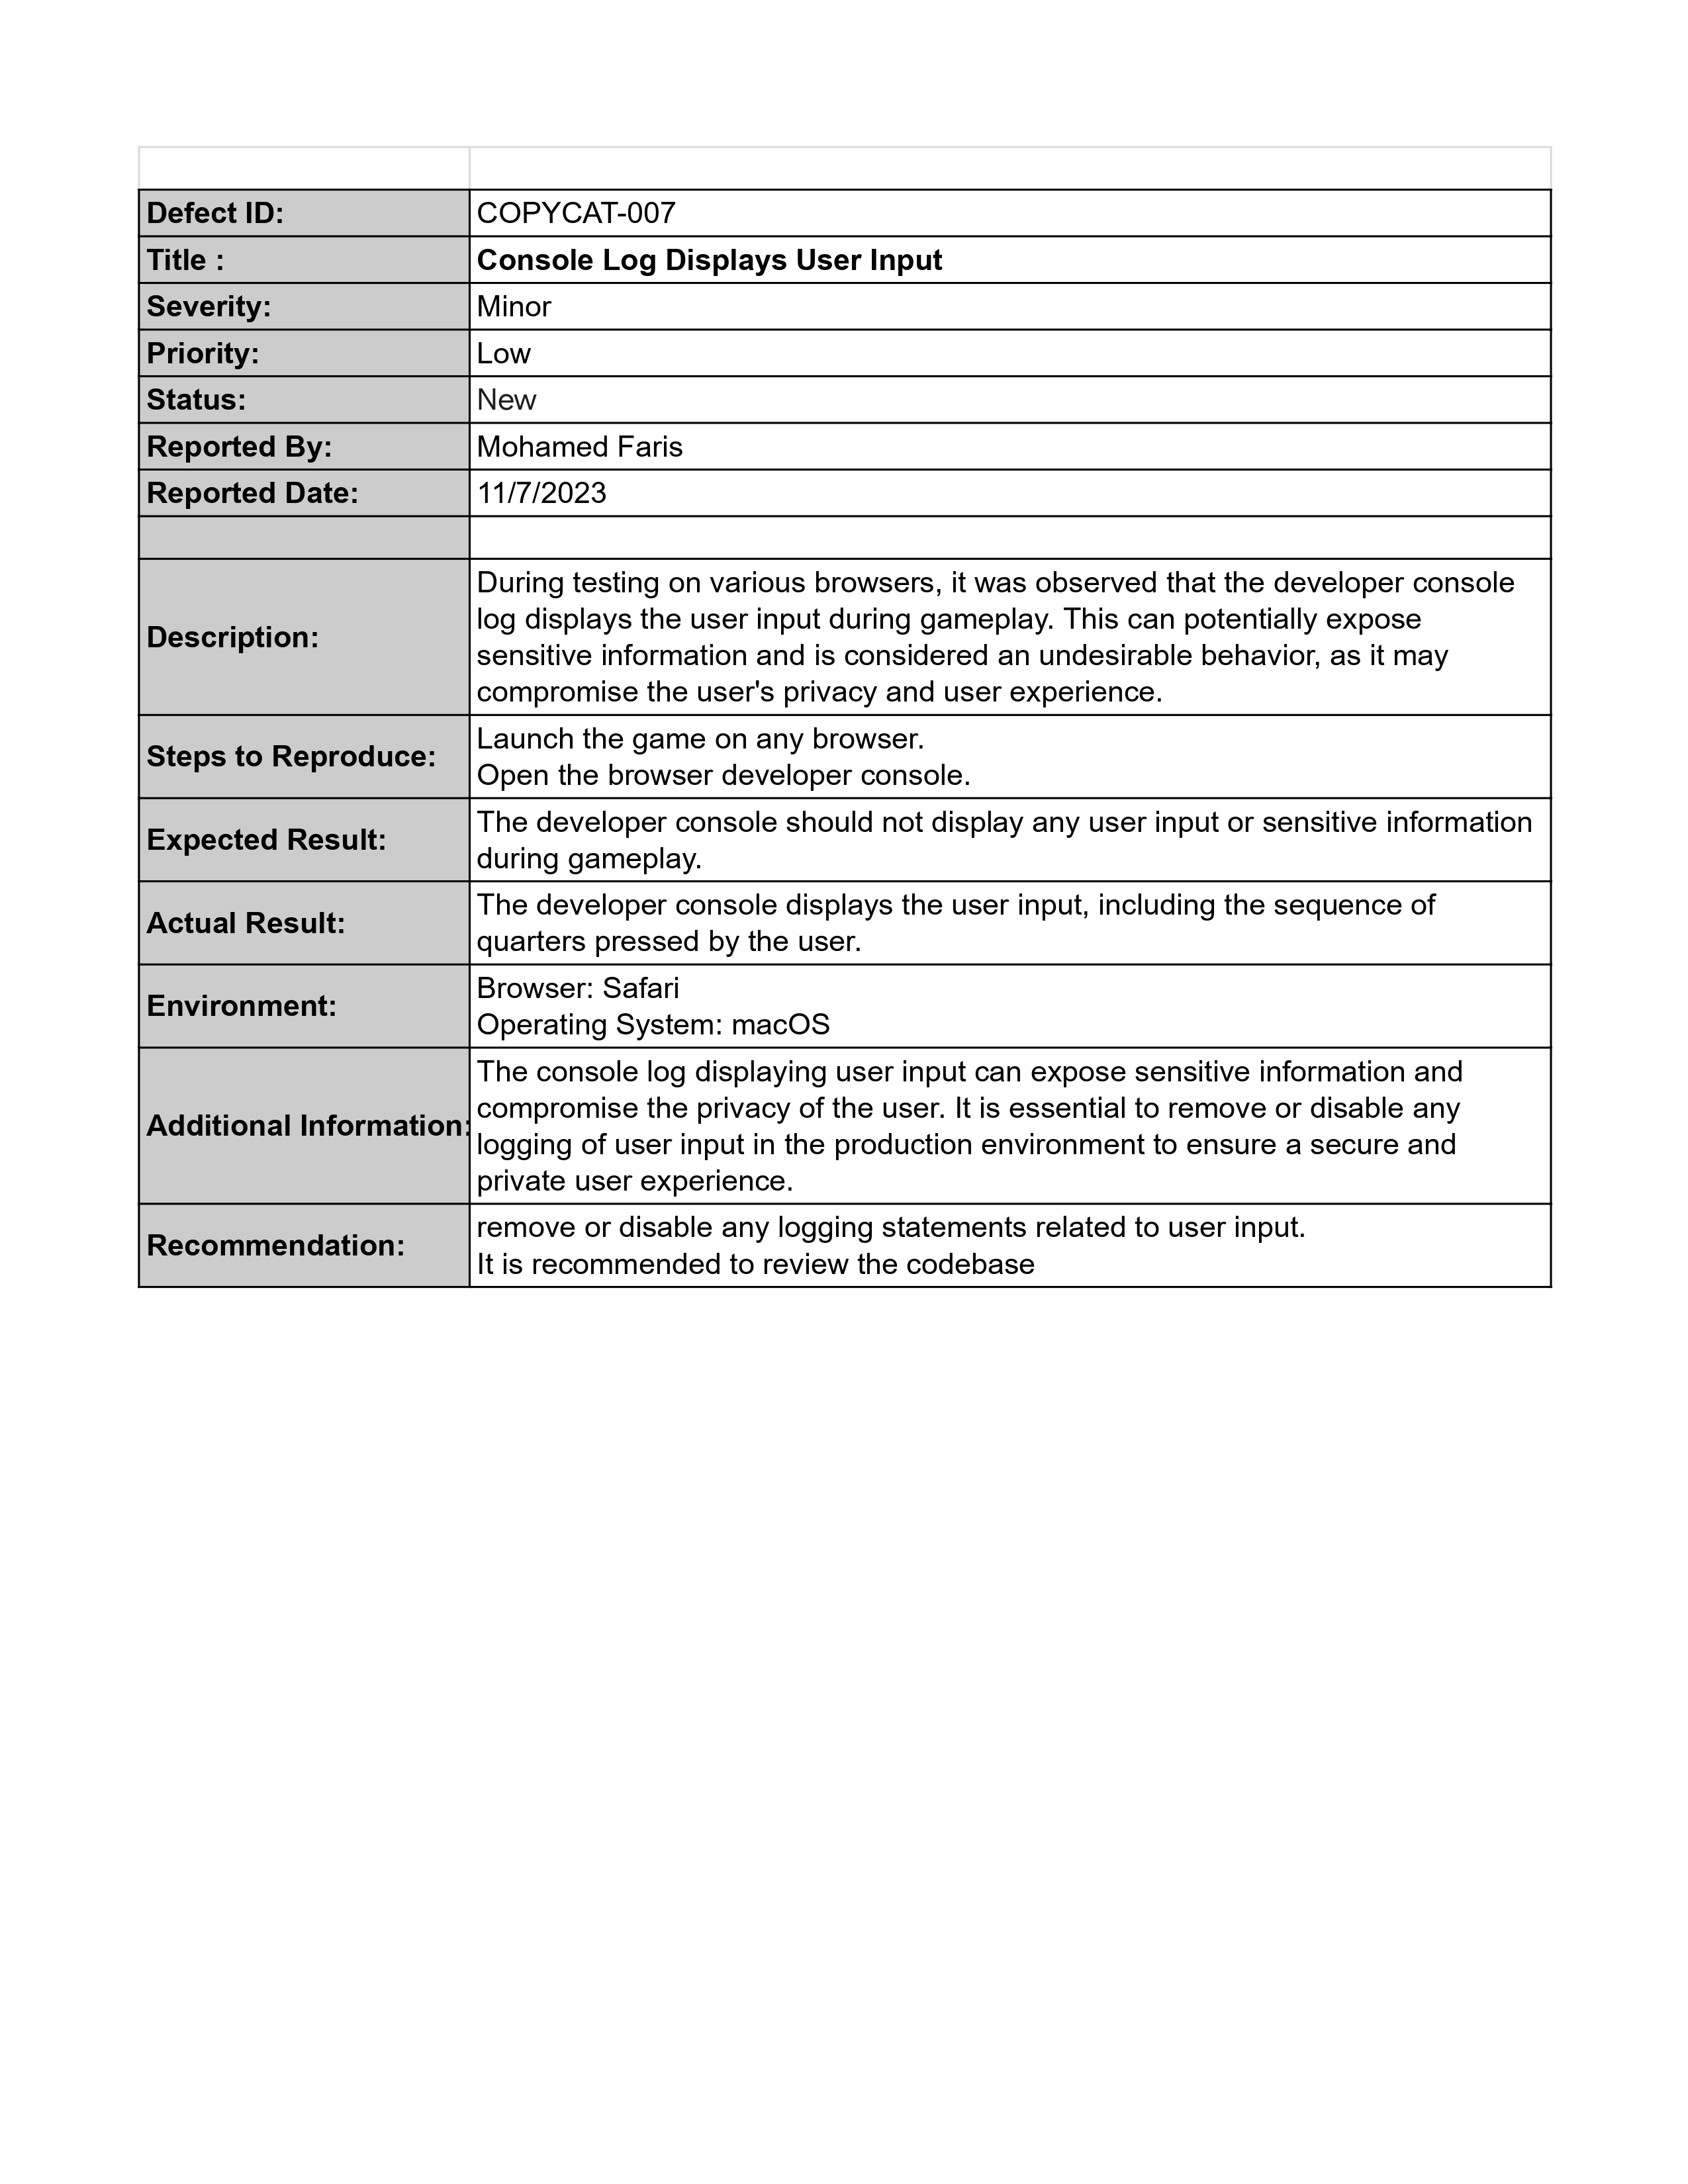 Defect ID: COPYCAT-007
Title : Console Log Displays User Input
Severity: Minor
Priority: Low
Status: New
Reported By: Mohamed Faris
Reported Date: 11/7/2023
Description:
During testing on various browsers, it was observed that the developer console
log displays the user input during gameplay. This can potentially expose
sensitive information and is considered an undesirable behavior, as it may
compromise the user's privacy and user experience.
Steps to Reproduce:
Launch the game on any browser.
Open the browser developer console.
Expected Result:
The developer console should not display any user input or sensitive information
during gameplay.
Actual Result:
The developer console displays the user input, including the sequence of
quarters pressed by the user.
Environment:
Browser: Safari
Operating System: macOS
Additional Information:
The console log displaying user input can expose sensitive information and
compromise the privacy of the user. It is essential to remove or disable any
logging of user input in the production environment to ensure a secure and
private user experience.
Recommendation:
remove or disable any logging statements related to user input.
It is recommended to review the codebase